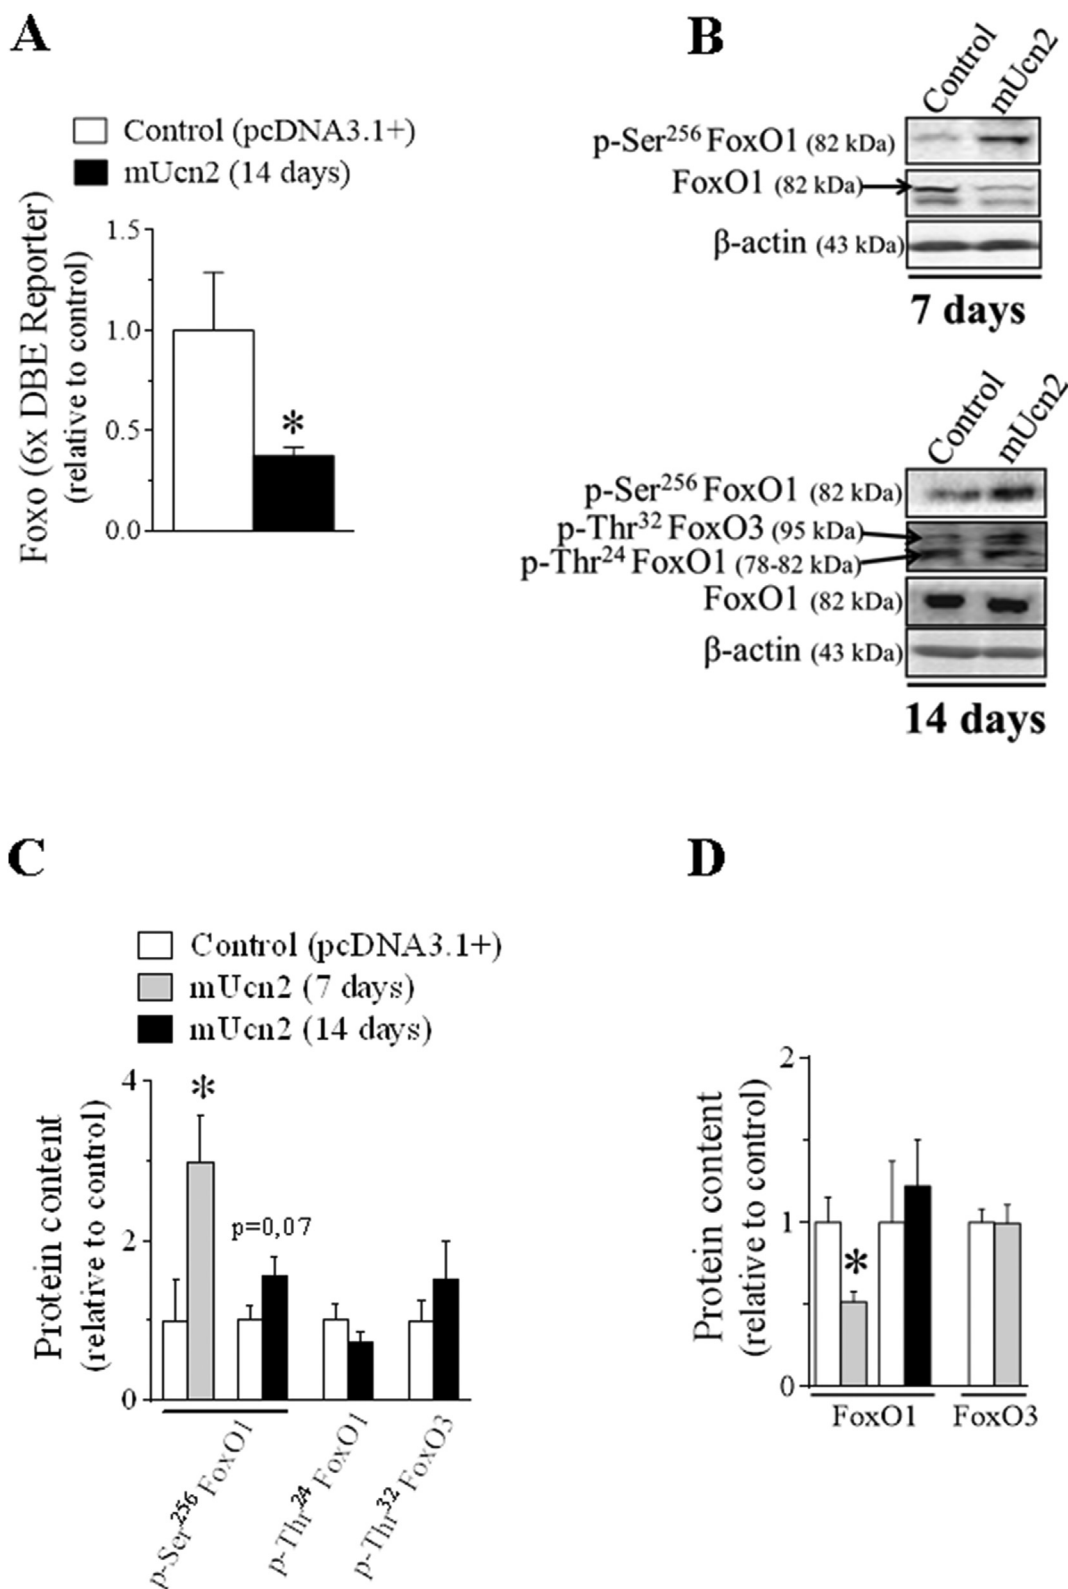 A
Control (pcDNA3.1+)
mUcn2 (14 days)
Foxo (6x DBE Reporter)
(relative to control)
1.5
1.0
0.5
0.0
*
B
Control
mUcn2
p-Ser256 FoxO1 (82 kDa)
FoxO1 (82 kDa)
β-actin (43 kDa)
7 days
Control
mUcn2
p-Ser256 FoxO1 (82 kDa)
p-Thr32 FoxO3 (95 kDa)
p-Thr24 FoxO1 (78-82 kDa)
FoxO1 (82 kDa)
β-actin (43 kDa)
14 days
C
Control (pcDNA3.1+)
mUcn2 (7 days)
mUcn2 (14 days)
Protein content
(relative to control)
4
2
0
*
p=0,07
p-Ser256 FoxO1
p-Thr24 FoxO1
p-Thr32 FoxO3
D
Protein content
(relative to control)
2
1
0
*
FoxO1
FoxO3